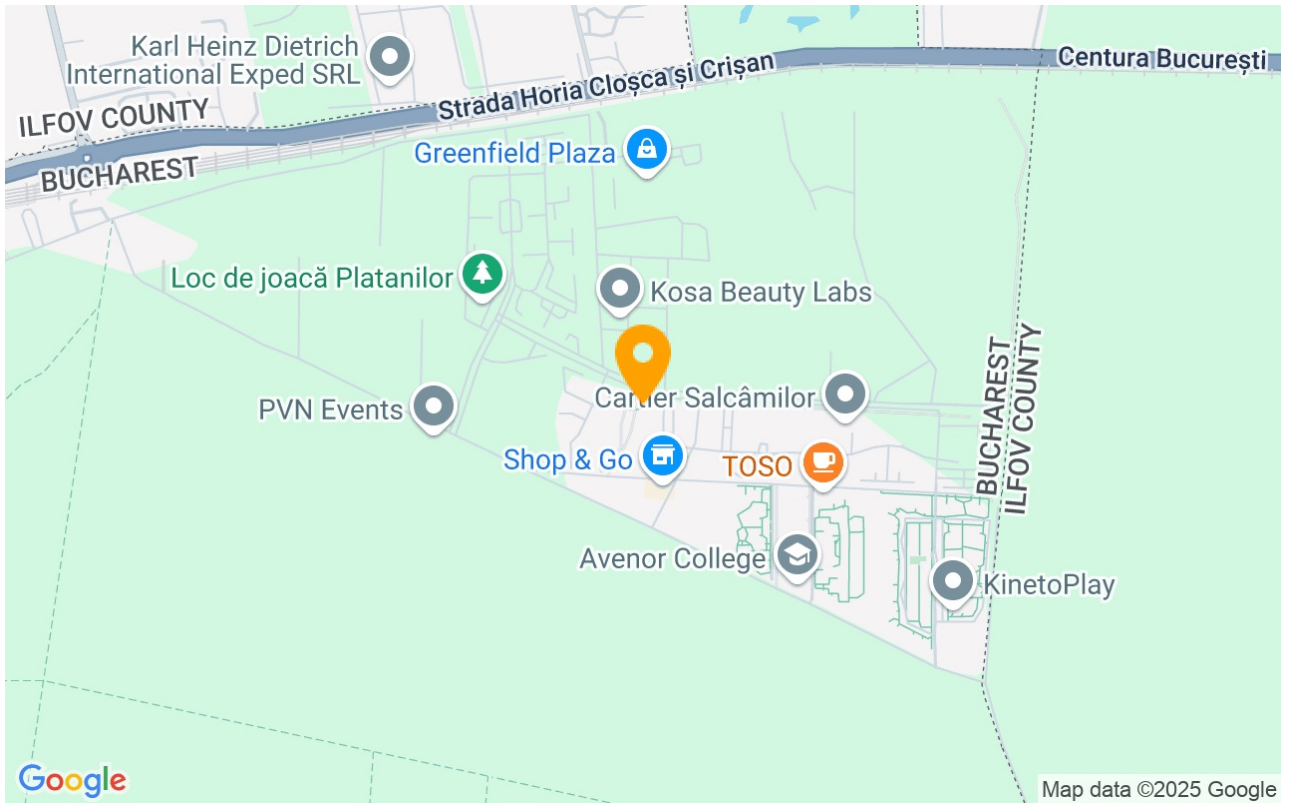 Karl Heinz Dietrich
International Exped SRL
Centura București
Strada Horia Cloșca și Crișan
ILFOV COUNTY
BUCHAREST
Greenfield Plaza
Loc de joacă Platanilor
Kosa Beauty Labs
BUCHAREST
ILFOV COUNTY
Cartier Salcâmilor
PVN Events
Shop & Go
TOSO
Avenor College
KinetoPlay
Google
Map data ©2025 Google